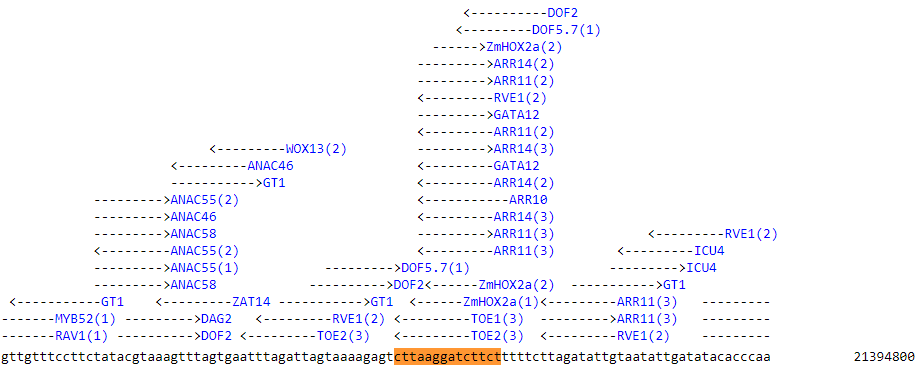 <----------DOF2
<---------DOF5.7(1)
------>ZmHOX2a(2)
--------->ARR14(2)
--------->ARR11(2)
<---------RVE1(2)
--------->GATA12
<---------ARR11(2)
--------->ARR14(3)
<---------WOX13(2) <---------GATA12
<---------ANAC46 <---------ARR14(2)
----------->GT1 <-----------ARR10
--------->ANAC55(2) <---------ARR14(3)
--------->ANAC46 --------->ARR11(3)
--------->ANAC58 <---------ARR11(3) <---------RVE1(2)
<---------ANAC55(2) <---------ARR11(3) <---------ICU4
--------->ANAC55(1) ---------->DOF5.7(1) --------->ICU4
--------->ANAC58 ---------->DOF2<-------ZmHOX2a(2) ----------->GT1
<-----------GT1 <---------ZAT14 ----------->GT1 <------ZmHOX2a(1)<---------ARR11(3) ---------
-------MYB52(1) --------->DAG2 <---------RVE1(2) <---------TOE1(3) --------->ARR11(3) ---------
-------RAV1(1) ---------->DOF2 <---------TOE2(3) <---------TOE2(3) <---------RVE1(2) ---------
gttgtttccttctatacgtaaagtttagtgaatttagattagtaaaagagtcttaaggatcttctttttcttagatattgtaatattgatatacacccaa 21394800